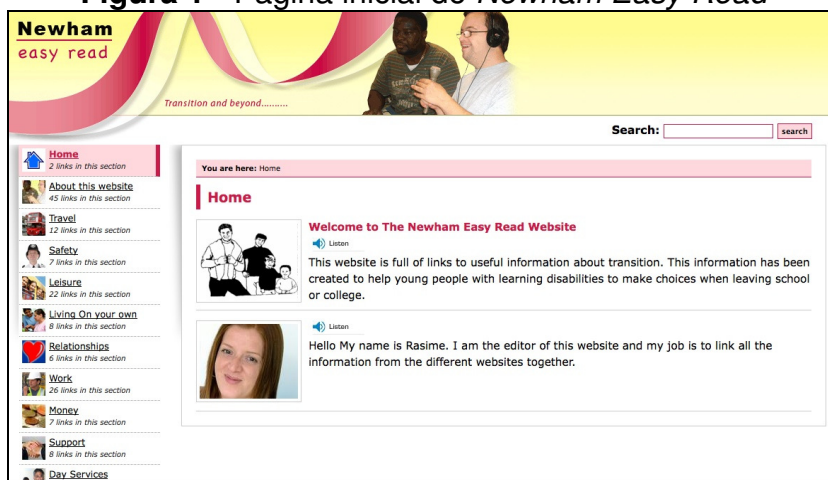 Figura - Página inicial do Newham Easy Read
Newham
easy read
Transition and beyond..........
Search:
search
Home
2 links in this section
About this website
45 links in this section
Travel
12 links in this section
Safety
7 links in this section
Leisure
22 links in this section
Living On your own
8 links in this section
Relationships
6 links in this section
Work
26 links in this section
Money
7 links in this section
Support
8 links in this section
Day Services
You are here: Home
Home
Welcome to The Newham Easy Read Website
Listen
This website is full of links to useful information about transition. This information has been
created to help young people with learning disabilities to make choices when leaving school
or college.
Listen
Hello My name is Rasime. I am the editor of this website and my job is to link all the
information from the different websites together.